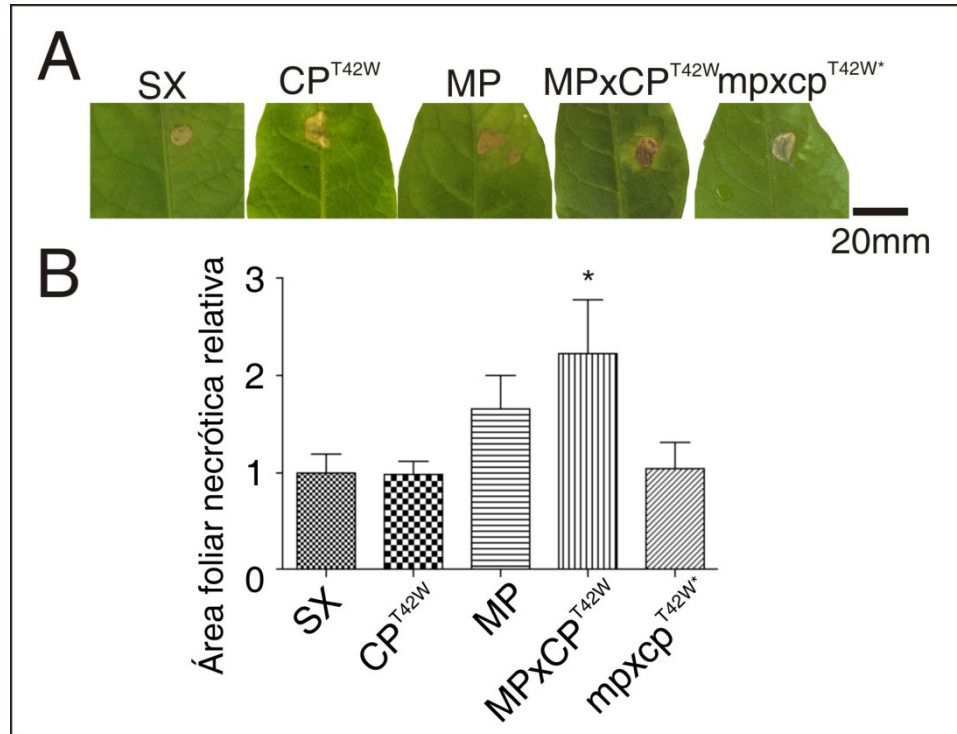 A
SX CP^T42W MP MPxCP^T42W mpxcp^T42W*
20mm
B
Área foliar necrótica relativa
3
2
1
0
*
SX
CP^T42W
MP
MPxCP^T42W
mpxcp^T42W*